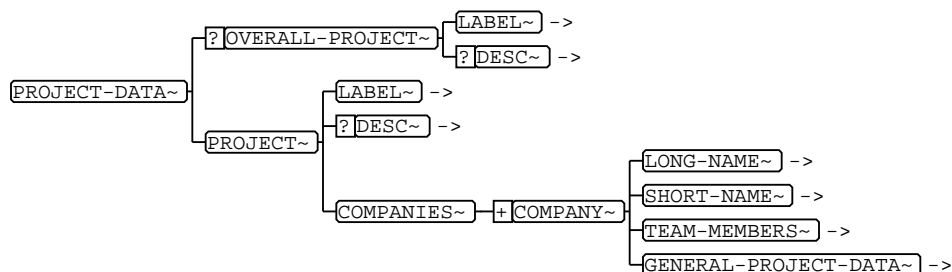 LABEL~ ->
? OVERALL-PROJECT~
? DESC~ ->
PROJECT-DATA~
LABEL~ ->
? DESC~ ->
PROJECT~
LONG-NAME~ ->
SHORT-NAME~ ->
COMPANIES~ + COMPANY~
TEAM-MEMBERS~ ->
GENERAL-PROJECT-DATA~ ->